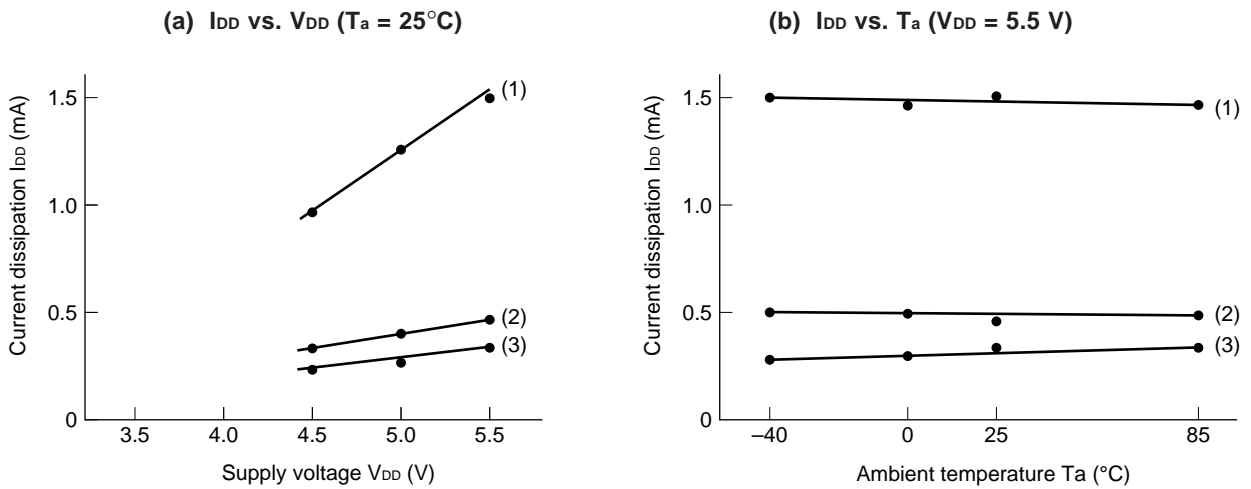 (a) IDD vs. VDD (Ta = 25°C)
Current dissipation IDD (mA)
1.5
1.0
0.5
0
3.5 4.0 4.5 5.0 5.5
Supply voltage VDD (V)
(1)
(2)
(3)
(b) IDD vs. Ta (VDD = 5.5 V)
Current dissipation IDD (mA)
1.5
1.0
0.5
0
–40 0 25 85
Ambient temperature Ta (°C)
(1)
(2)
(3)